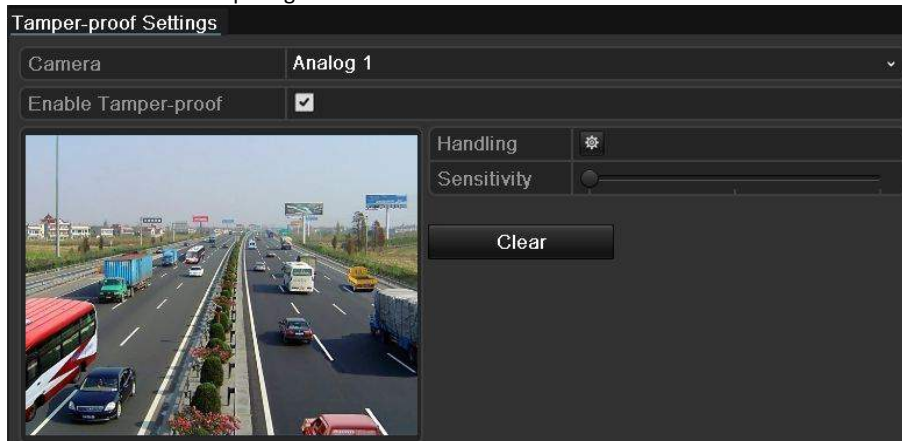 Tamper-proof Settings
Camera Analog 1
Enable Tamper-proof
Handling
Sensitivity
Clear